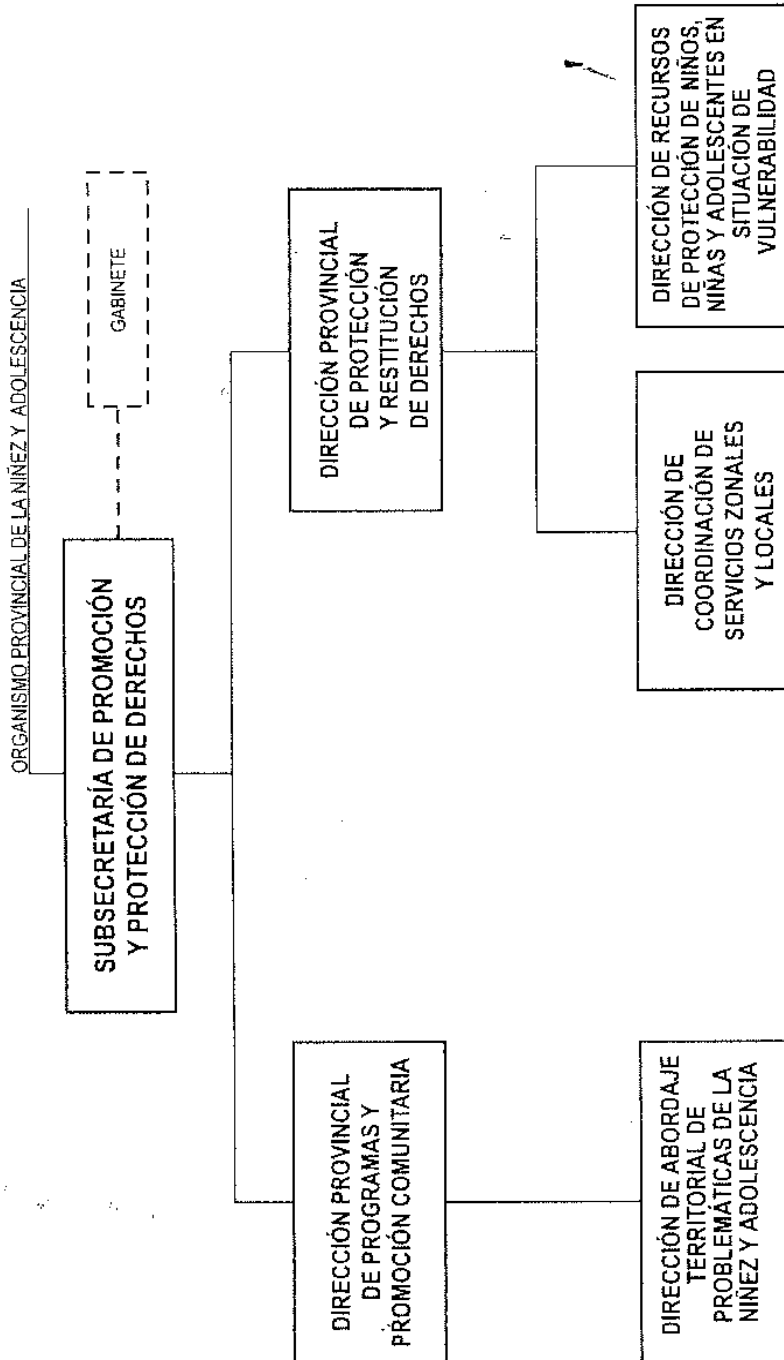 ORGANISMO PROVINCIAL DE LA NIÑEZ Y ADOLESCENCIA
SUBSECRETARÍA DE PROMOCIÓN
Y PROTECCIÓN DE DERECHOS
GABINETE
DIRECCIÓN PROVINCIAL
DE PROGRAMAS Y
PROMOCIÓN COMUNITARIA
DIRECCIÓN PROVINCIAL
DE PROTECCIÓN
Y RESTITUCIÓN
DE DERECHOS
DIRECCIÓN DE ABORDAJE
TERRITORIAL DE
PROBLEMÁTICAS DE LA
NIÑEZ Y ADOLESCENCIA
DIRECCIÓN DE
COORDINACIÓN DE
SERVICIOS ZONALES
Y LOCALES
DIRECCIÓN DE RECURSOS
DE PROTECCIÓN DE NIÑOS,
NIÑAS Y ADOLESCENTES EN
SITUACIÓN DE
VULNERABILIDAD